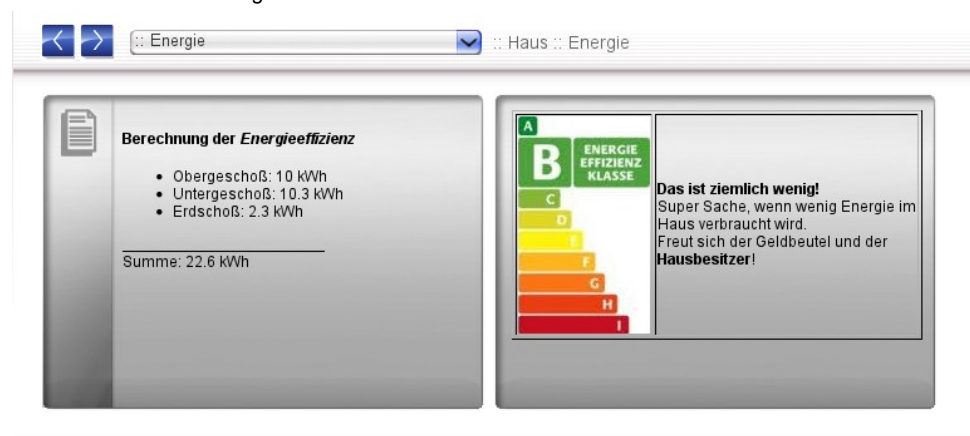 :: Energie
:: Haus :: Energie
Berechnung der Energieeffizienz
• Obergeschoß: 10 kWh
• Untergeschoß: 10.3 kWh
• Erdschoß: 2.3 kWh
Summe: 22.6 kWh
A
B
ENERGIE
EFFIZIENZ
KLASSE
C
D
E
F
G
H
I
Das ist ziemlich wenig!
Super Sache, wenn wenig Energie im
Haus verbraucht wird.
Freut sich der Geldbeutel und der
Hausbesitzer!